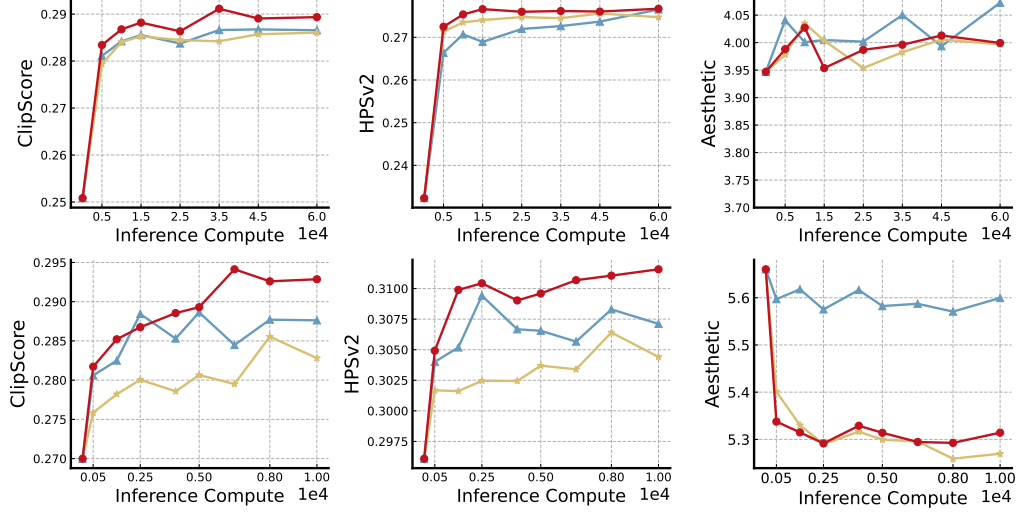 ClipScore
0.29
0.28
0.27
0.26
0.25
0.5 1.5 2.5 3.5 4.5 6.0
Inference Compute 1e4
HPSv2
0.27
0.26
0.25
0.24
0.5 1.5 2.5 3.5 4.5 6.0
Inference Compute 1e4
Aesthetic
4.05
4.00
3.95
3.90
3.85
3.80
3.75
3.70
0.5 1.5 2.5 3.5 4.5 6.0
Inference Compute 1e4
ClipScore
0.295
0.290
0.285
0.280
0.275
0.270
0.05 0.25 0.50 0.80 1.00
Inference Compute 1e4
HPSv2
0.3100
0.3075
0.3050
0.3025
0.3000
0.2975
0.05 0.25 0.50 0.80 1.00
Inference Compute 1e4
Aesthetic
5.6
5.5
5.4
5.3
0.05 0.25 0.50 0.80 1.00
Inference Compute 1e4